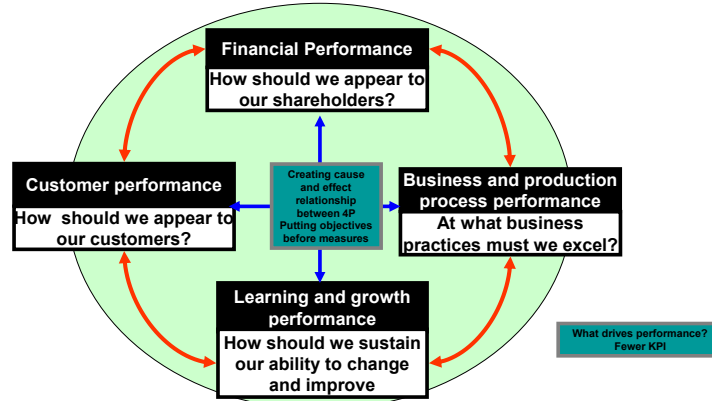 Financial Performance
How should we appear to
our shareholders?
Customer performance
How should we appear to
our customers?
Creating cause
and effect
relationship
between 4P
Putting objectives
before measures
Business and production
process performance
At what business
practices must we excel?
Learning and growth
performance
How should we sustain
our ability to change
and improve
What drives performance?
Fewer KPI